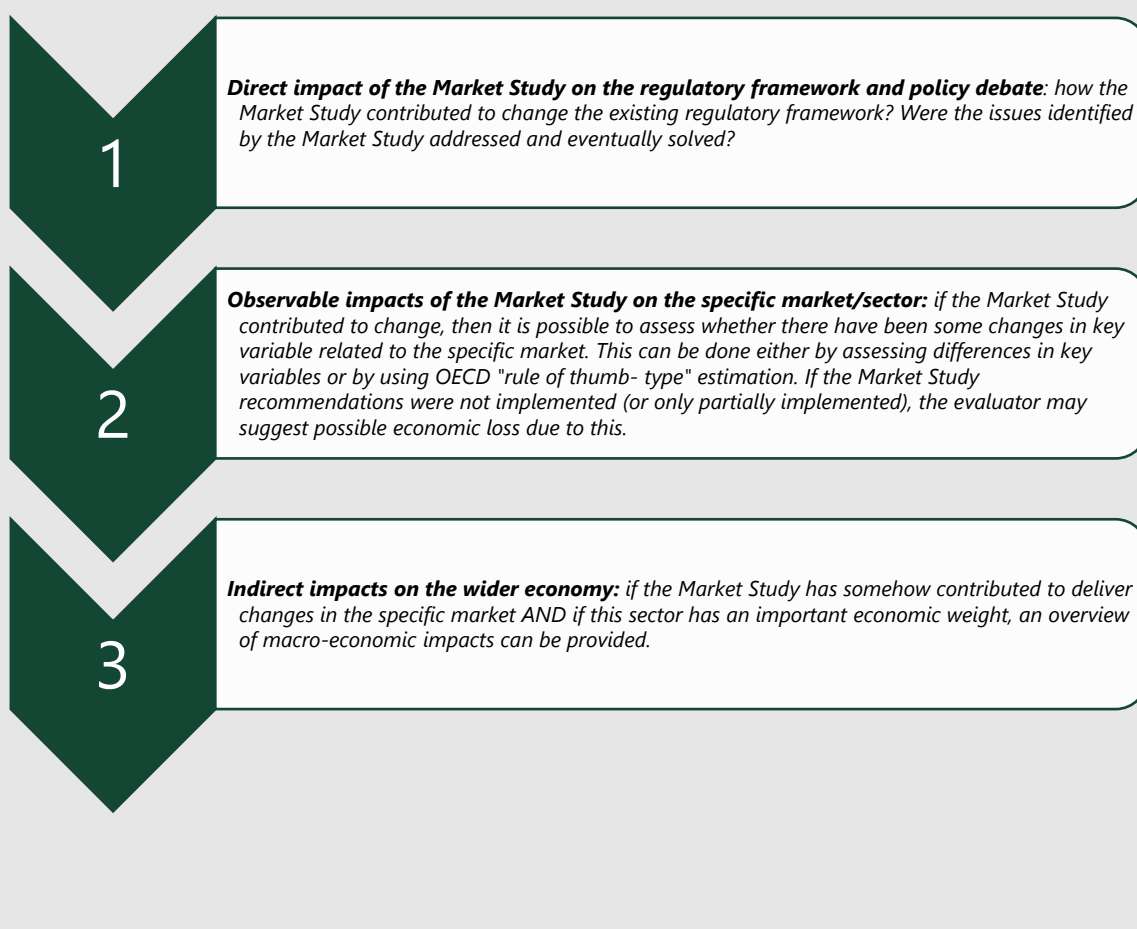 1
Direct impact of the Market Study on the regulatory framework and policy debate: how the
Market Study contributed to change the existing regulatory framework? Were the issues identified
by the Market Study addressed and eventually solved?
2
Observable impacts of the Market Study on the specific market/sector: if the Market Study
contributed to change, then it is possible to assess whether there have been some changes in key
variable related to the specific market. This can be done either by assessing differences in key
variables or by using OECD "rule of thumb- type" estimation. If the Market Study
recommendations were not implemented (or only partially implemented), the evaluator may
suggest possible economic loss due to this.
3
Indirect impacts on the wider economy: if the Market Study has somehow contributed to deliver
changes in the specific market AND if this sector has an important economic weight, an overview
of macro-economic impacts can be provided.